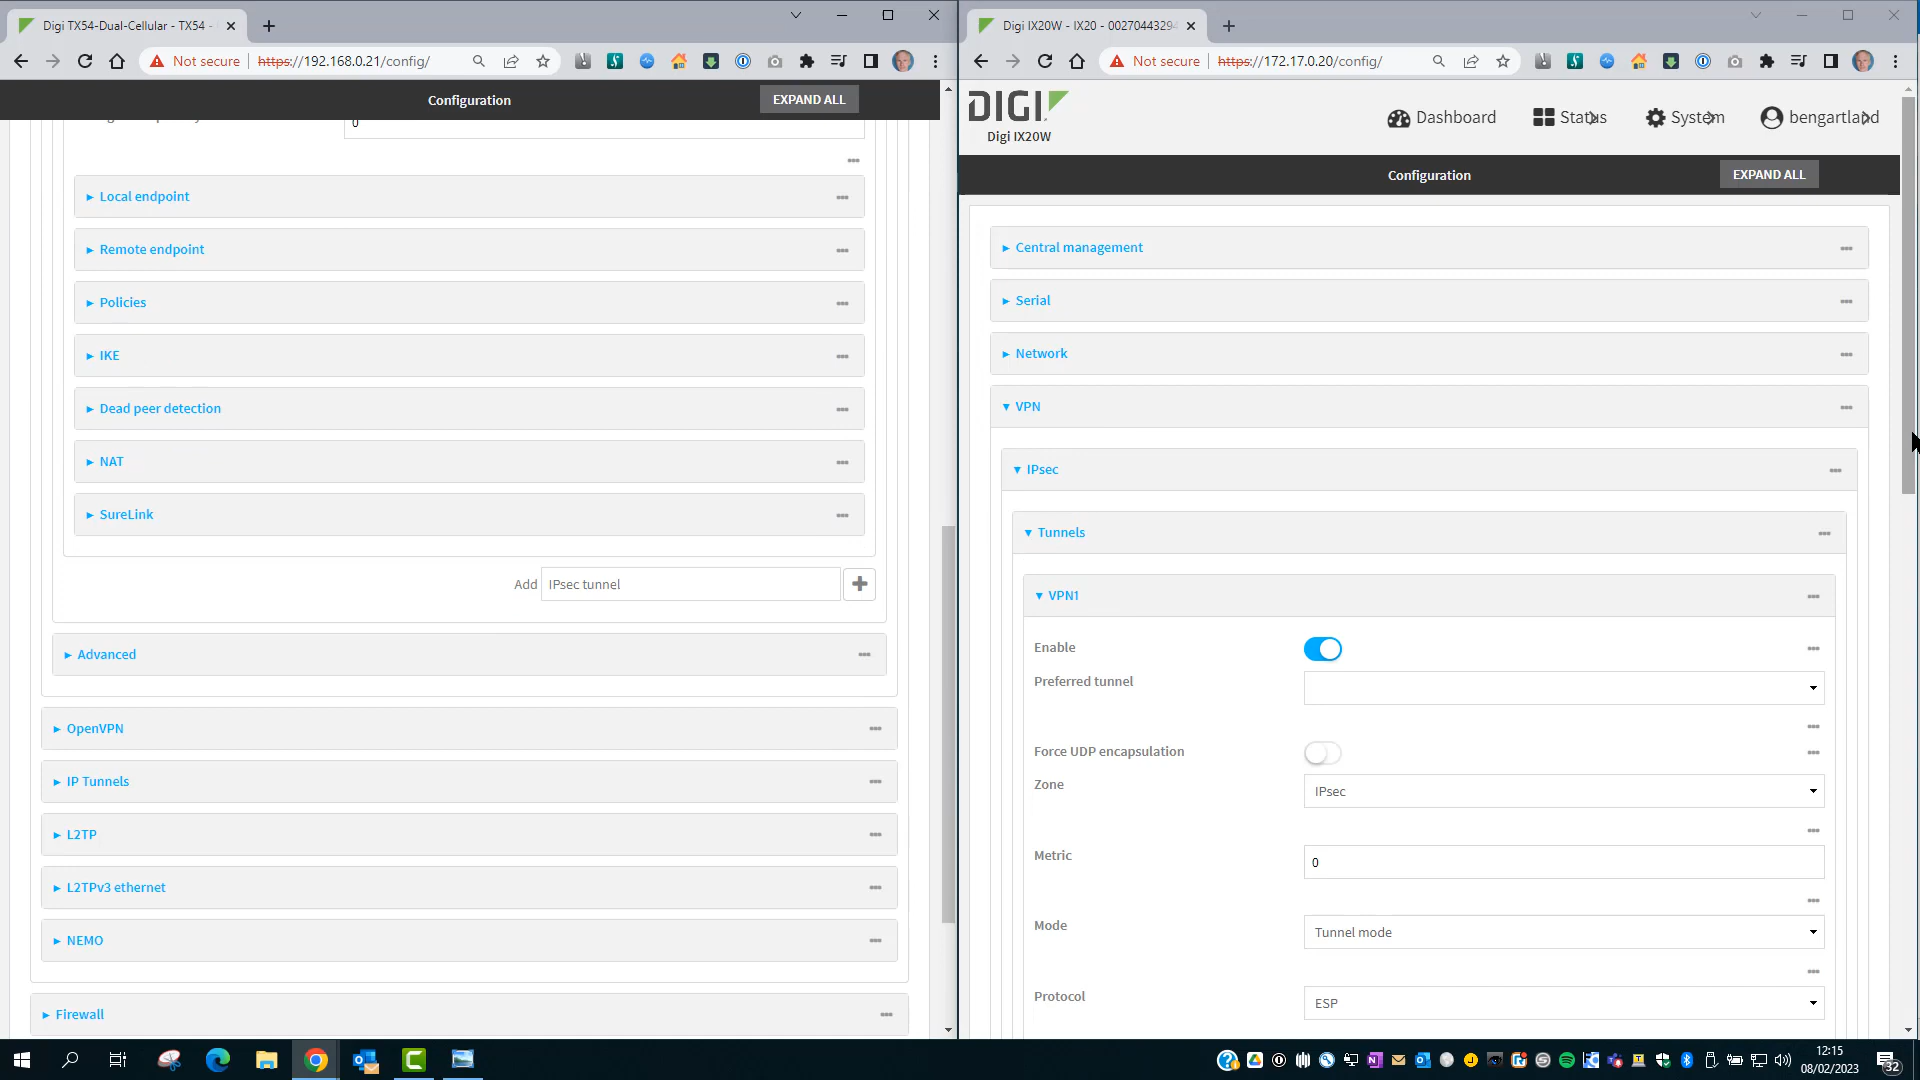 Digi TX54-Dual-Cellular - TX54 -
Not secure
https://192.168.0.21/config/
Configuration
EXPAND ALL
0
Local endpoint
Remote endpoint
Policies
IKE
Dead peer detection
NAT
SureLink
Add
IPsec tunnel
Advanced
OpenVPN
IP Tunnels
L2TP
L2TPv3 ethernet
NEMO
Firewall
Digi IX20W - IX20 - 0027044329
Not secure
https://172.17.0.20/config/
DIGI
Digi IX20W
Dashboard
Status
System
bengartland
Configuration
EXPAND ALL
Central management
Serial
Network
VPN
IPsec
Tunnels
VPN1
Enable
Preferred tunnel
Force UDP encapsulation
Zone
IPsec
Metric
0
Mode
Tunnel mode
Protocol
ESP
12:15
08/02/2023
32